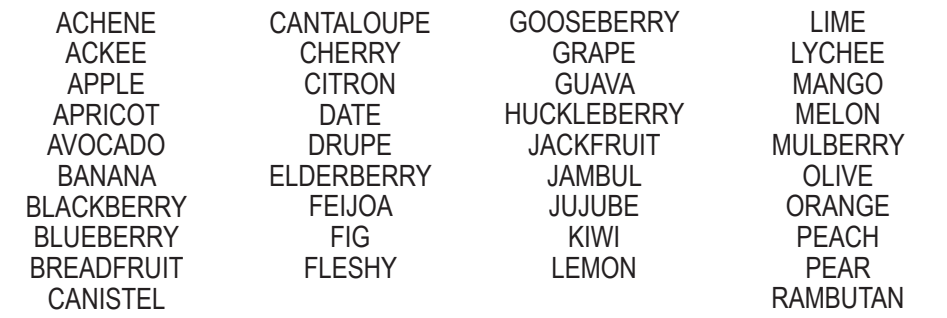 ACHENE
ACKEE
APPLE
APRICOT
AVOCADO
BANANA
BLACKBERRY
BLUEBERRY
BREADFRUIT
CANISTEL
CANTALOUPE
CHERRY
CITRON
DATE
DRUPE
ELDERBERRY
FEIJOA
FIG
FLESHY
GOOSEBERRY
GRAPE
GUAVA
HUCKLEBERRY
JACKFRUIT
JAMBUL
JUJUBE
KIWI
LEMON
LIME
LYCHEE
MANGO
MELON
MULBERRY
OLIVE
ORANGE
PEACH
PEAR
RAMBUTAN